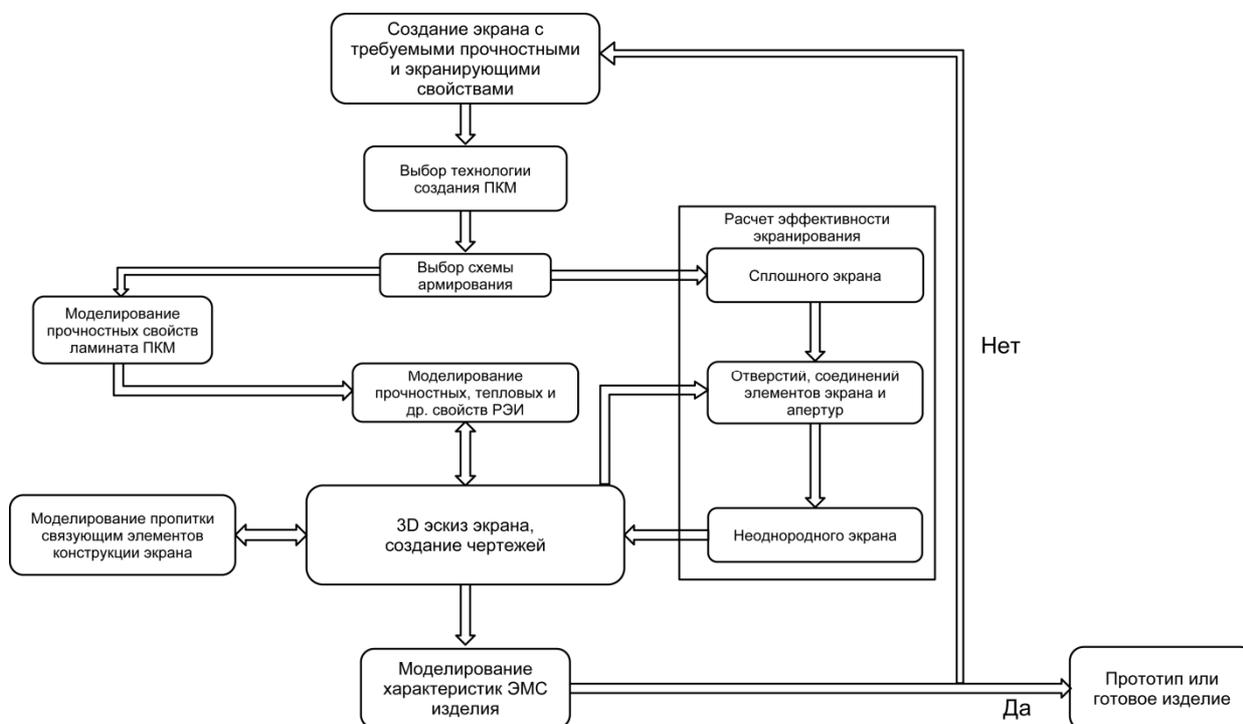 Создание экрана с
требуемыми прочностными
и экранирующими
свойствами
Выбор технологии
создания ПКМ
Расчет эффективности
экранирования
Выбор схемы
армирования
Сплошного экрана
Моделирование
прочностных свойств
ламината ПКМ
Нет
Моделирование
прочностных, тепловых и
др. свойств РЭИ
Отверстий, соединений
элементов экрана и
апертур
Моделирование пропитки
связующим элементов
конструкции экрана
3D эскиз экрана,
создание чертежей
Неоднородного экрана
Моделирование
характеристик ЭМС
изделия
Да
Прототип или
готовое изделие